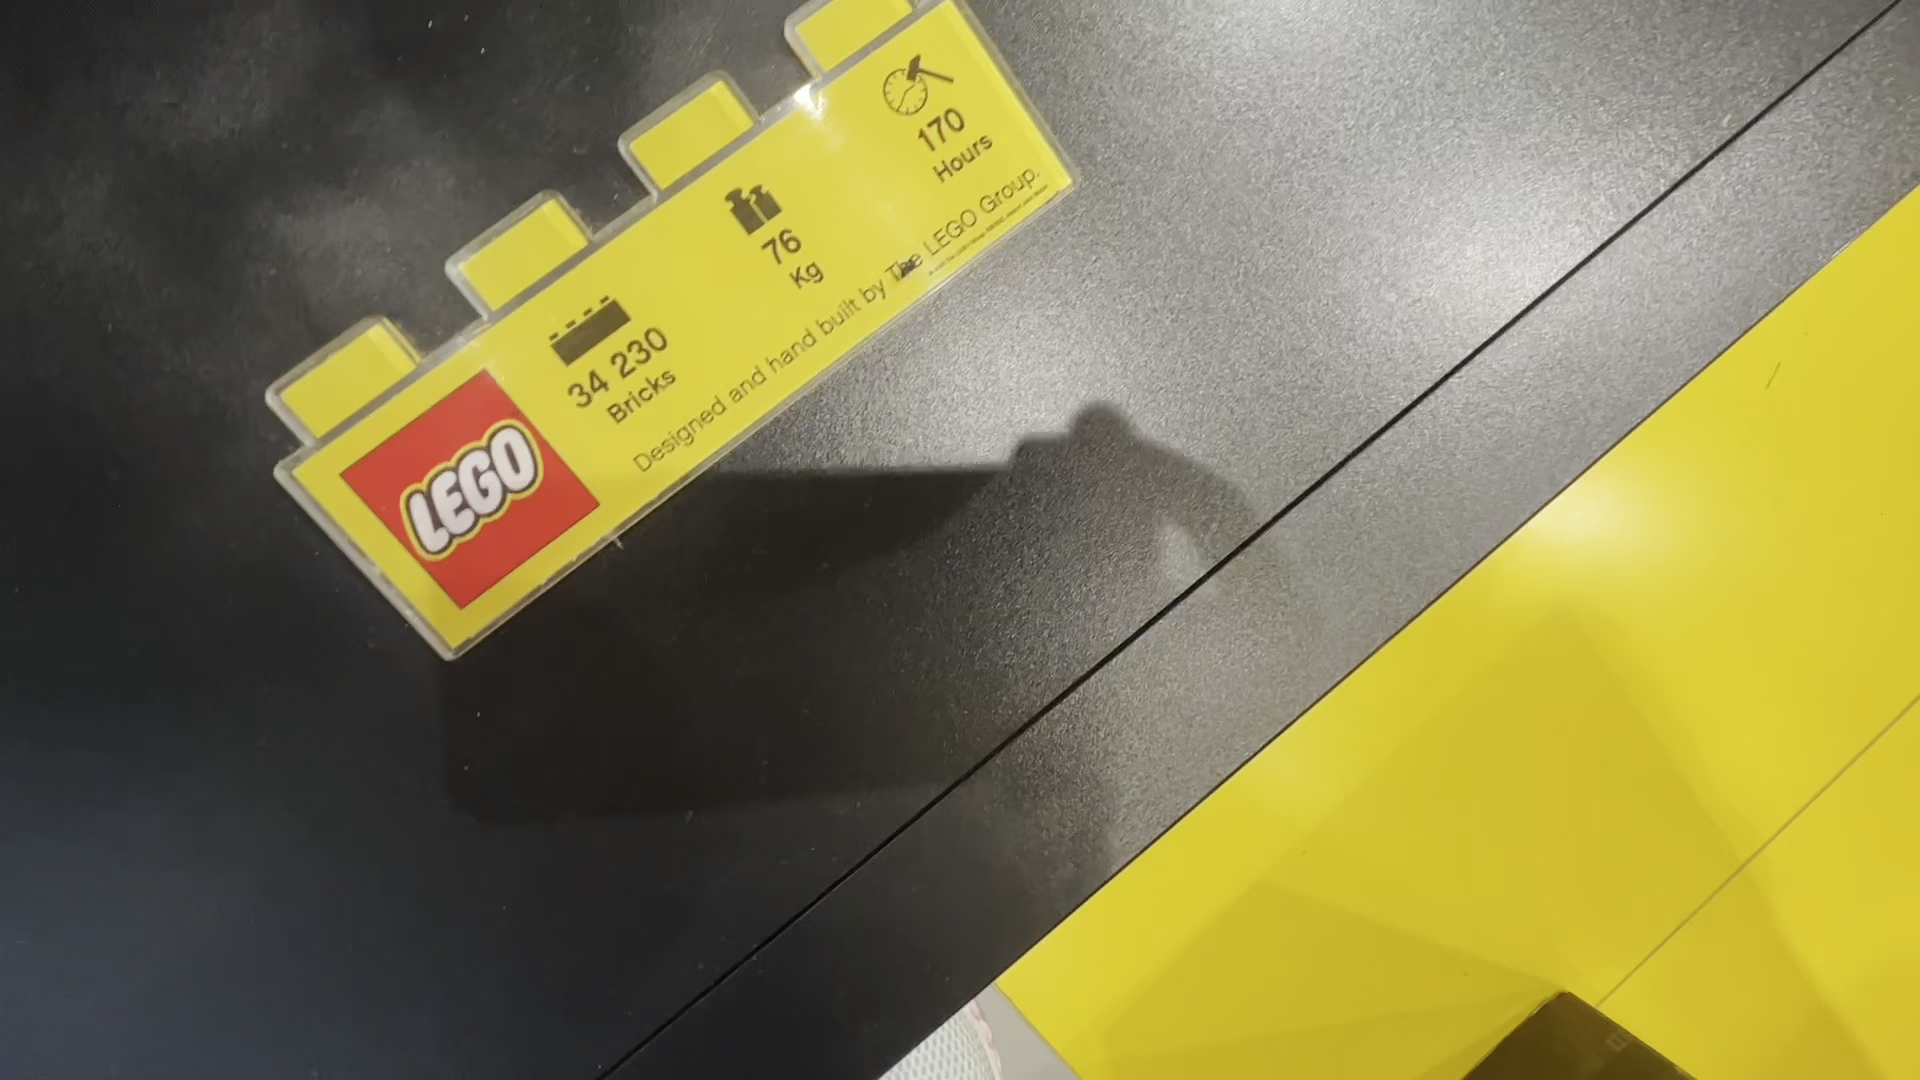 LEGO
34 230
Bricks
76
Kg
170
Hours
Designed and hand built by The LEGO Group.